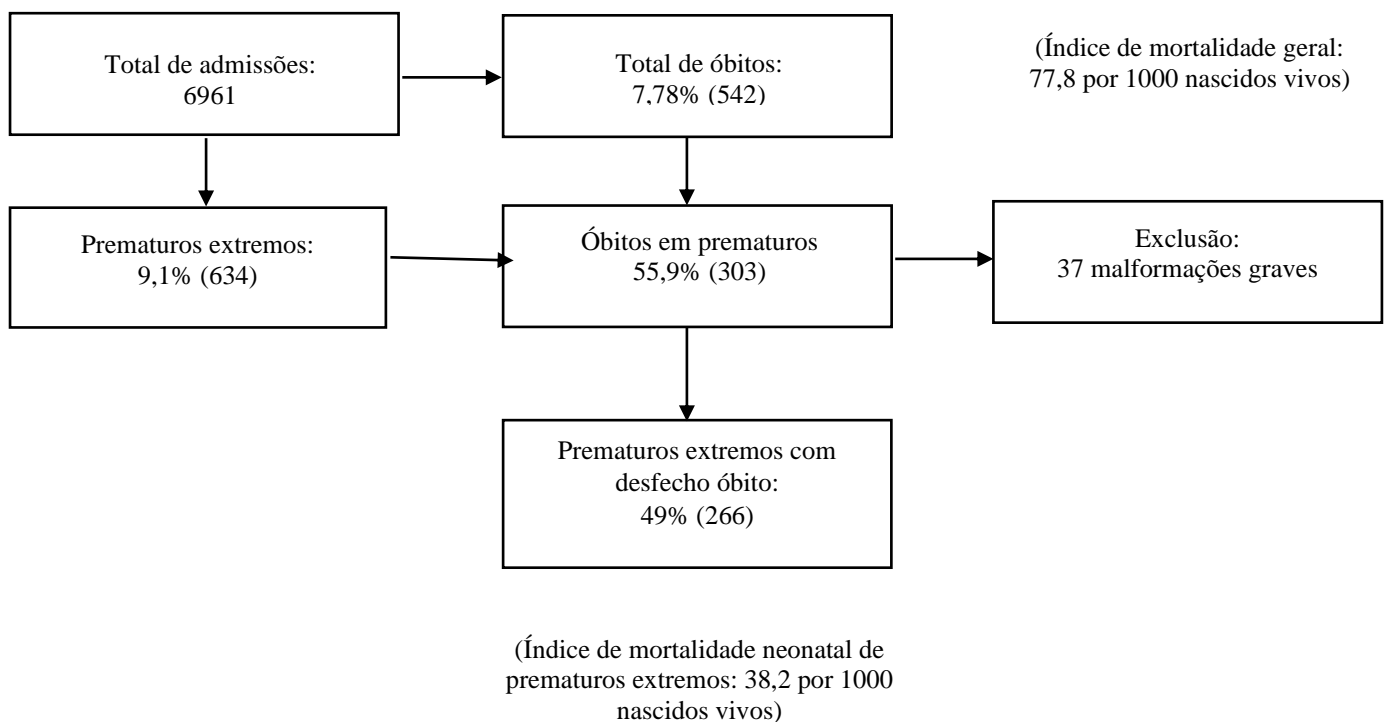 Total de admissões:
6961
Total de óbitos:
7,78% (542)
(Índice de mortalidade geral:
77,8 por 1000 nascidos vivos)
Prematuros extremos:
9,1% (634)
Óbitos em prematuros
55,9% (303)
Exclusão:
37 malformações graves
Prematuros extremos com
desfecho óbito:
49% (266)
(Índice de mortalidade neonatal de
prematuros extremos: 38,2 por 1000
nascidos vivos)